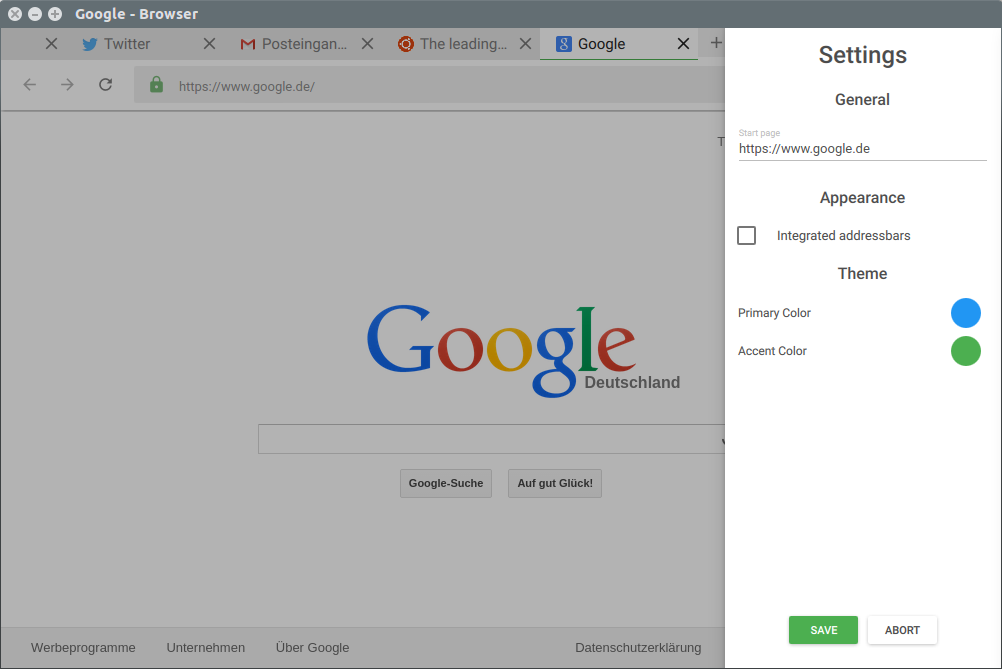 Google - Browser
Twitter
Posteingan...
The leading...
Google
https://www.google.de/
Settings
General
Start page
https://www.google.de
Appearance
Integrated addressbars
Theme
Primary Color
Accent Color
SAVE
ABORT
T
Google
Deutschland
Google-Suche
Auf gut Glück!
Werbeprogramme
Unternehmen
Über Google
Datenschutzerklärung